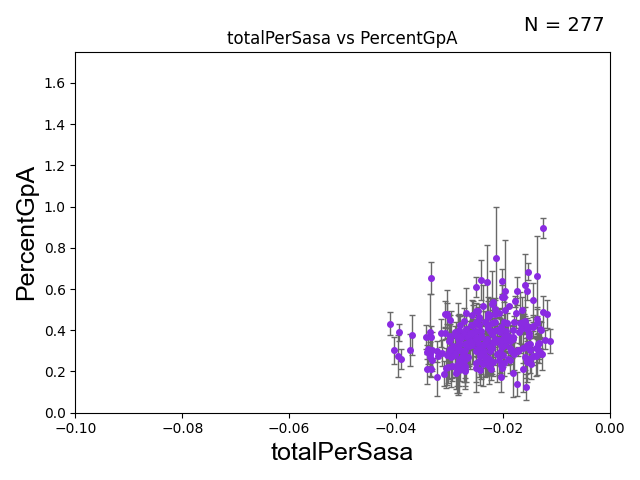 N = 277
totalPerSasa vs PercentGpA
PercentGpA
1.6
1.4
1.2
1.0
0.8
0.6
0.4
0.2
0.0
−0.10 −0.08 −0.06 −0.04 −0.02 0.00
totalPerSasa